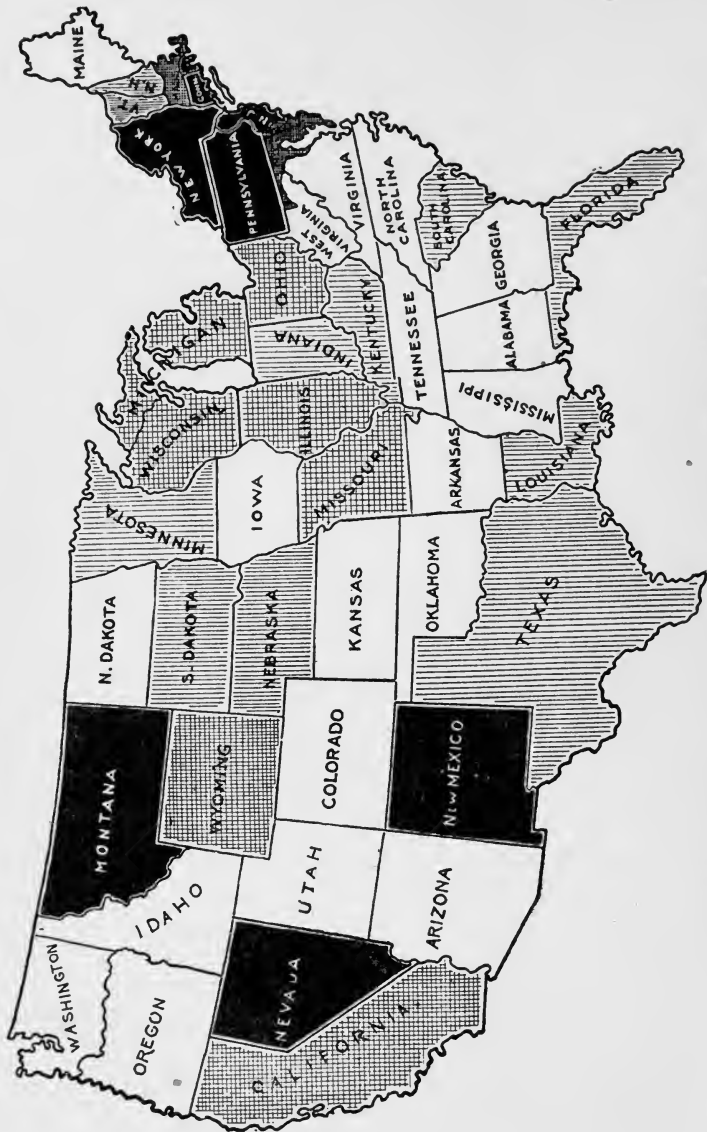 WASHINGTON
OREGON
CALIFORNIA.
NEVADA
IDAHO
MONTANA
WYOMING
UTAH
ARIZONA
COLORADO
NEW MEXICO
N. DAKOTA
S. DAKOTA
NEBRASKA
KANSAS
OKLAHOMA
TEXAS
MINNESOTA
IOWA
MISSOURI
ARKANSAS
LOUISIANA
WISCONSIN
ILLINOIS
MICHIGAN
INDIANA
OHIO
KENTUCKY
TENNESSEE
MISSISSIPPI
ALABAMA
GEORGIA
FLORIDA
SOUTH
CAROLINA
NORTH
CAROLINA
VIRGINIA
WEST
VIRGINIA
PENNSYLVANIA
NEW YORK
N.J.
CONN.
VT.
N.H.
MAINE